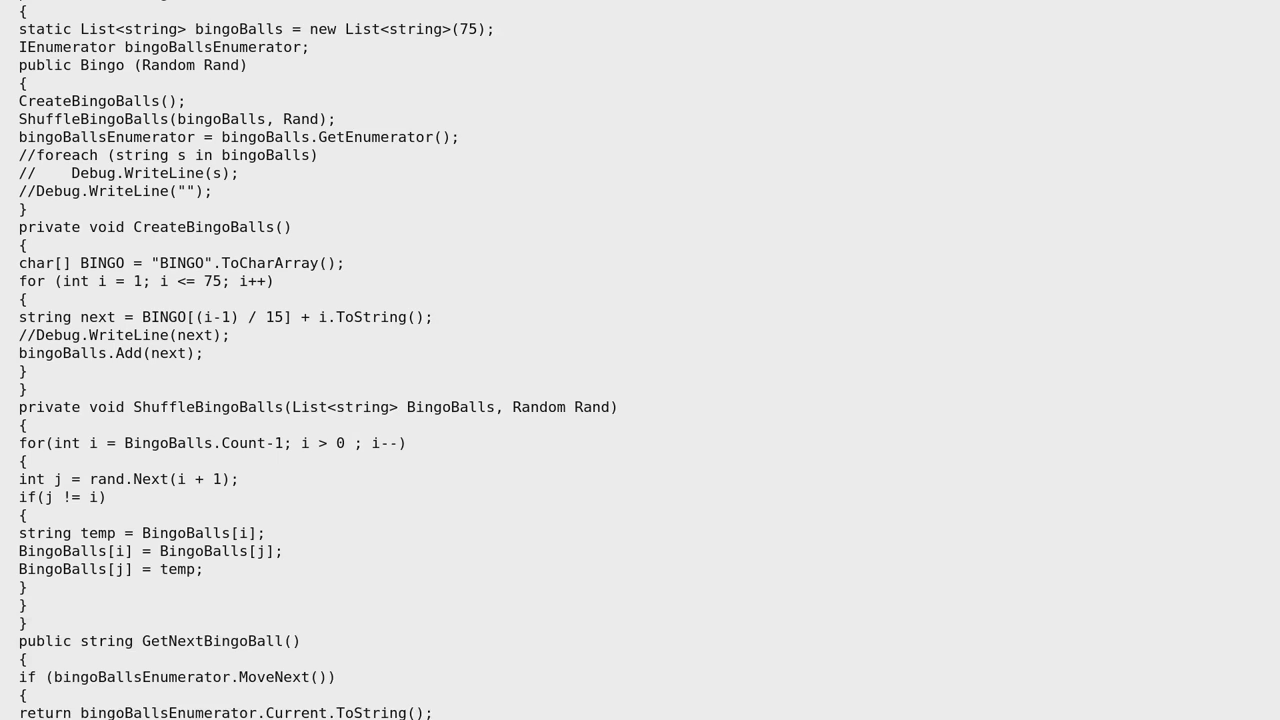 {
static List<string> bingoBalls = new List<string>(75);
IEnumerator bingoBallsEnumerator;
public Bingo (Random Rand)
{
CreateBingoBalls();
ShuffleBingoBalls(bingoBalls, Rand);
bingoBallsEnumerator = bingoBalls.GetEnumerator();
//foreach (string s in bingoBalls)
//    Debug.WriteLine(s);
//Debug.WriteLine("");
}
private void CreateBingoBalls()
{
char[] BINGO = "BINGO".ToCharArray();
for (int i = 1; i <= 75; i++)
{
string next = BINGO[(i-1) / 15] + i.ToString();
//Debug.WriteLine(next);
bingoBalls.Add(next);
}
}
private void ShuffleBingoBalls(List<string> BingoBalls, Random Rand)
{
for(int i = BingoBalls.Count-1; i > 0 ; i--)
{
int j = rand.Next(i + 1);
if(j != i)
{
string temp = BingoBalls[i];
BingoBalls[i] = BingoBalls[j];
BingoBalls[j] = temp;
}
}
}
public string GetNextBingoBall()
{
if (bingoBallsEnumerator.MoveNext())
{
return bingoBallsEnumerator.Current.ToString();